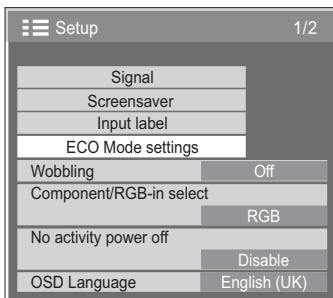 Setup 1/2
Signal
Screensaver
Input label
ECO Mode settings
Wobbling Off
Component/RGB-in select
RGB
No activity power off
Disable
OSD Language English (UK)